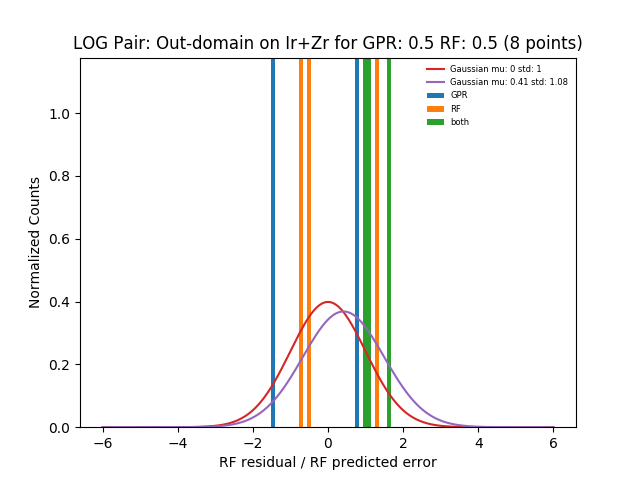 LOG Pair: Out-domain on Ir+Zr for GPR: 0.5 RF: 0.5 (8 points)
Gaussian mu: 0 std: 1
Gaussian mu: 0.41 std: 1.08
GPR
RF
both
1.0
0.8
0.6
0.4
0.2
0.0
Normalized Counts
−6 −4 −2 0 2 4 6
RF residual / RF predicted error